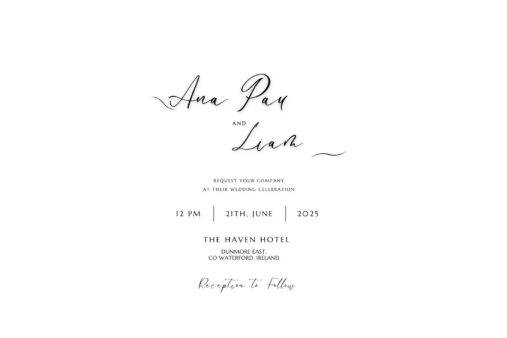 Ana Pau
AND
Liam
REQUEST YOUR COMPANY
AT THEIR WEDDING CELEBRATION
12 PM 21TH, JUNE 2025
THE HAVEN HOTEL
DUNMORE EAST,
CO WATERFORD, IRELAND
Reception to Follow